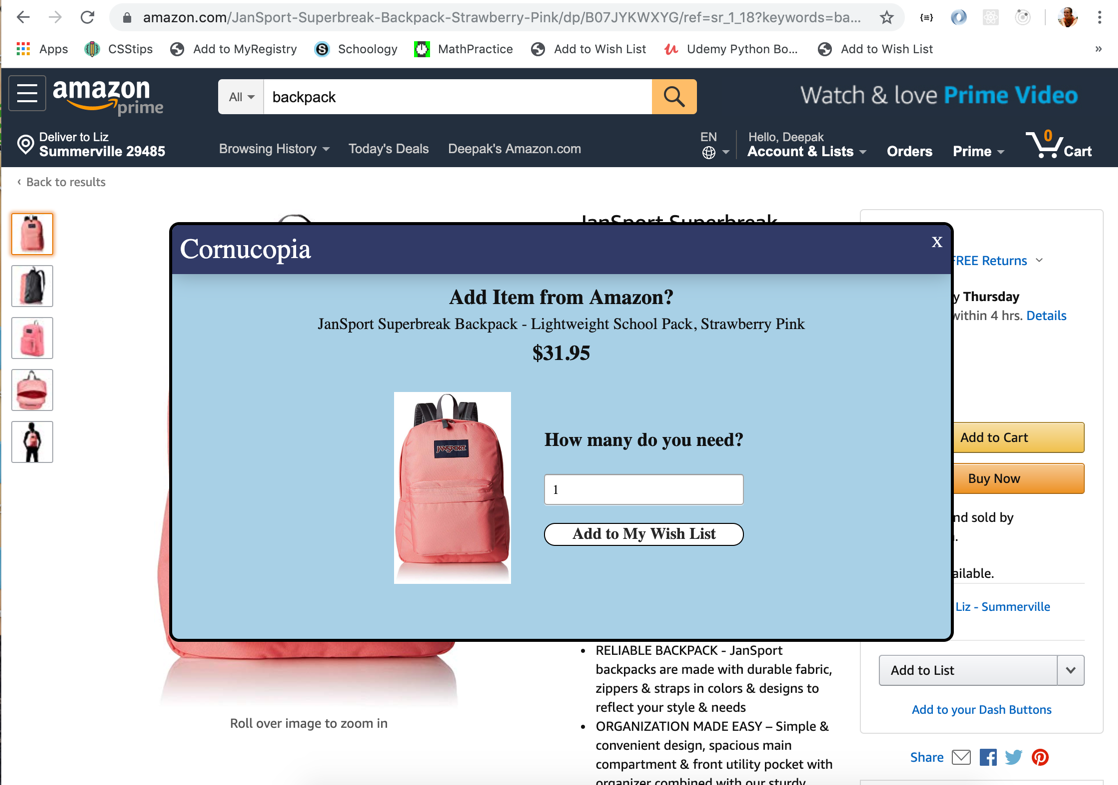 amazon.com/JanSport-Superbreak-Backpack-Strawberry-Pink/dp/B07JYKWXYG/ref=sr_1_18?keywords=ba...
Apps CSStips Add to MyRegistry Schoology MathPractice Add to Wish List Udemy Python Bo... Add to Wish List »
amazon prime
All backpack
Watch & love Prime Video
Deliver to Liz
Summerville 29485
Browsing History Today's Deals Deepak's Amazon.com
EN
Hello, Deepak
Account & Lists Orders Prime 0 Cart
‹ Back to results
JanSport Superbreak
Cornucopia X
Add Item from Amazon?
JanSport Superbreak Backpack - Lightweight School Pack, Strawberry Pink
$31.95
JANSPORT
How many do you need?
1
Add to My Wish List
FREE Returns
y Thursday
within 4 hrs. Details
Add to Cart
Buy Now
nd sold by
ailable.
Liz - Summerville
• RELIABLE BACKPACK - JanSport
backpacks are made with durable fabric,
zippers & straps in colors & designs to
reflect your style & needs
• ORGANIZATION MADE EASY – Simple &
convenient design, spacious main
compartment & front utility pocket with
organizer combined with our sturdy
Roll over image to zoom in
Add to List
Add to your Dash Buttons
Share